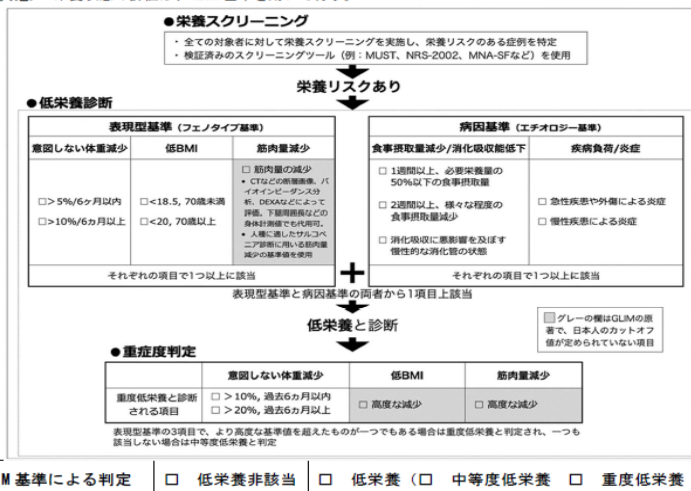 ●栄養スクリーニング
・全ての対象者に対して栄養スクリーニングを実施し、栄養リスクのある症例を特定
・検証済みのスクリーニングツール（例：MUST、NRS-2002、MNA-SFなど）を使用
栄養リスクあり
●低栄養診断
表現型基準（フェノタイプ基準）
意図しない体重減少 低BMI 筋肉量減少
□＞5%/6ヶ月以内
□＞10%/6ヵ月以上
□<18.5, 70歳未満
□<20, 70歳以上
□ 筋肉量の減少
• CTなどの断層画像、バ
イオインピーダンス分
析、DEXAなどによって
評価。下腿周囲長などの
身体計測値でも代用可。
• 人種に適したサルコペ
ニア診断に用いる筋肉量
減少の基準値を使用
それぞれの項目で1つ以上に該当
病因基準（エチオロジー基準）
食事摂取量減少/消化吸収能低下 疾病負荷/炎症
□ 1週間以上、必要栄養量の
50%以下の食事摂取量
□ 2週間以上、様々な程度の
食事摂取量減少
□ 消化吸収に悪影響を及ぼす
慢性的な消化管の状態
□ 急性疾患や外傷による炎症
□ 慢性疾患による炎症
それぞれの項目で1つ以上に該当
+
表現型基準と病因基準の両者から1項目上該当
低栄養と診断
グレーの欄はGLIMの原
著で、日本人のカットオフ
値が定められていない項目
●重症度判定
意図しない体重減少 低BMI 筋肉量減少
重度低栄養と診断
される項目
□ ＞10%, 過去6ヵ月以内
□ ＞20%, 過去6ヵ月以上
□ 高度な減少 □ 高度な減少
表現型基準の3項目で、より高度な基準値を超えたものが一つでもある場合は重度低栄養と判定され、一つも
該当しない場合は中等度低栄養と判定
M基準による判定 □ 低栄養非該当 □ 低栄養（□ 中等度低栄養 □ 重度低栄養